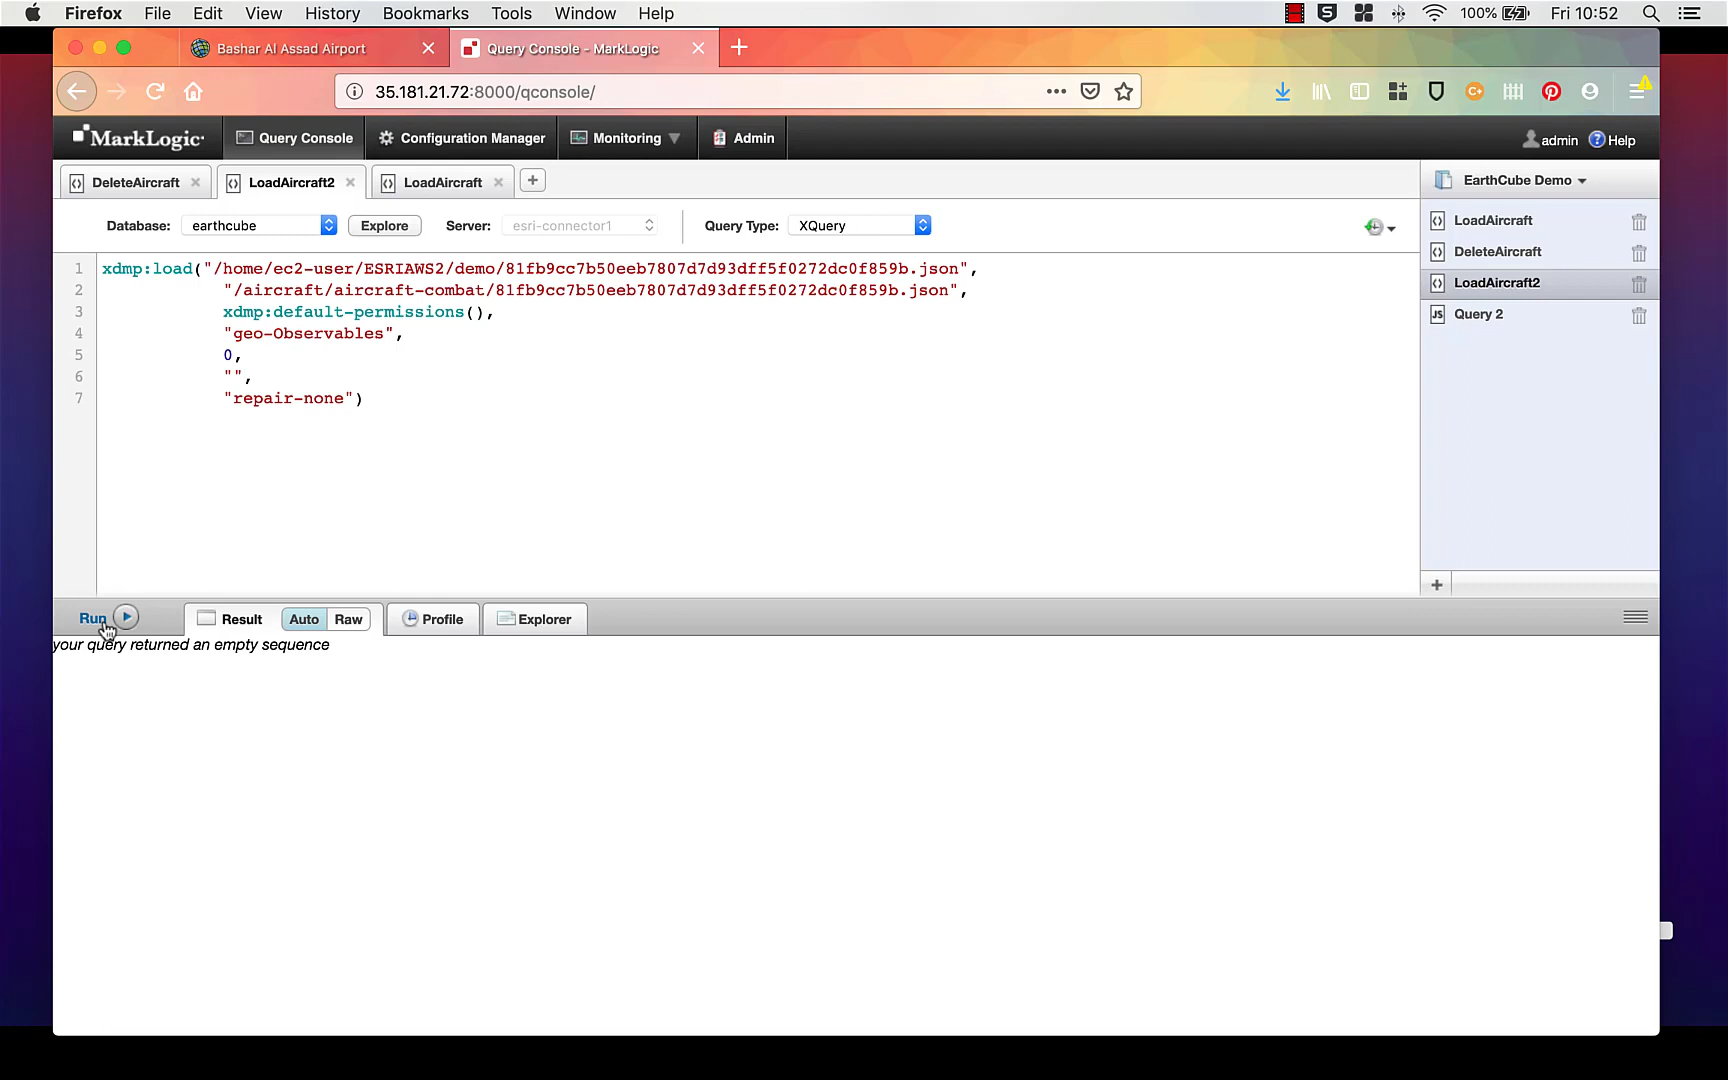 Firefox File Edit View History Bookmarks Tools Window Help 100% Fri 10:52
Bashar Al Assad Airport Query Console - MarkLogic
35.181.21.72:8000/qconsole/
MarkLogic Query Console Configuration Manager Monitoring Admin admin Help
DeleteAircraft LoadAircraft2 LoadAircraft EarthCube Demo
Database: earthcube Explore Server: esri-connector1 Query Type: XQuery
1 xdmp:load("/home/ec2-user/ESRIAWS2/demo/81fb9cc7b50eeb7807d7d93dff5f0272dc0f859b.json",
2 "/aircraft/aircraft-combat/81fb9cc7b50eeb7807d7d93dff5f0272dc0f859b.json",
3 xdmp:default-permissions(),
4 "geo-Observables",
5 0,
6 "",
7 "repair-none")
LoadAircraft
DeleteAircraft
LoadAircraft2
JS Query 2
Run Result Auto Raw Profile Explorer
your query returned an empty sequence